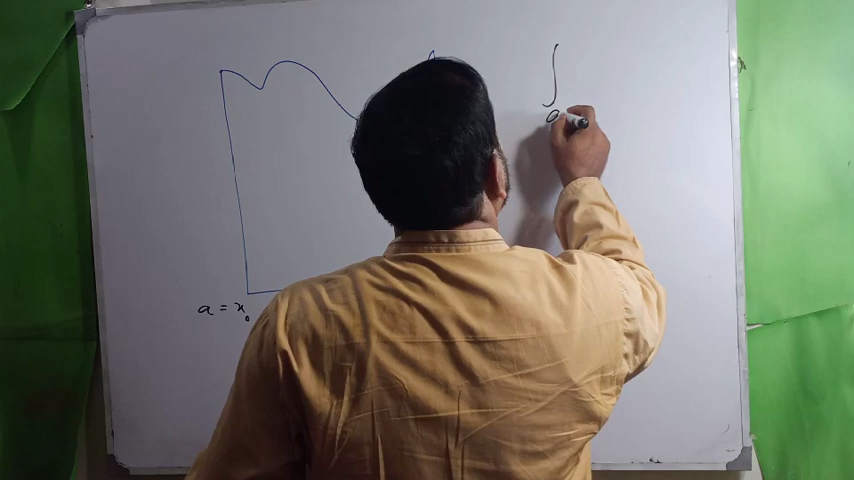 ∫
a
a = x₀